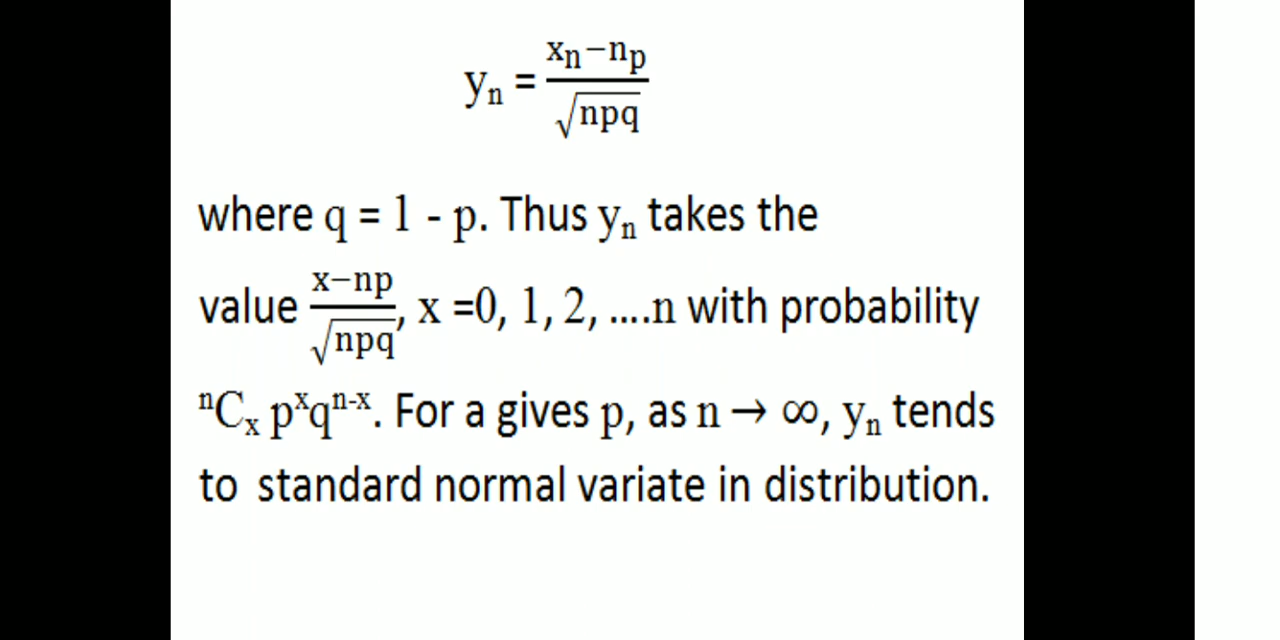 yₙ = (xₙ−nₚ)/√npq
where q = 1 - p. Thus yₙ takes the
value (x−np)/√npq, x =0, 1, 2, ....n with probability
ⁿCₓ pˣqⁿ⁻ˣ. For a gives p, as n → ∞, yₙ tends
to standard normal variate in distribution.